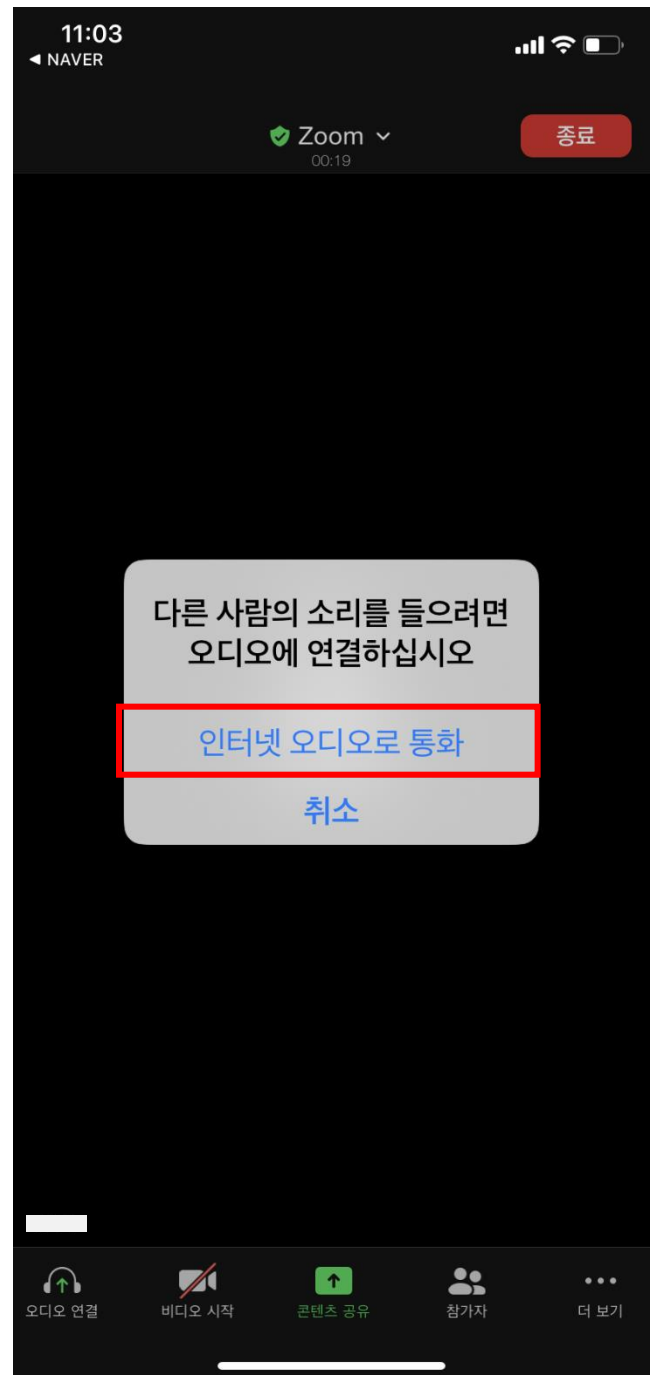 11:03
◀ NAVER
Zoom
종료
00:19
다른 사람의 소리를 들으려면
오디오에 연결하십시오
인터넷 오디오로 통화
취소
오디오 연결 비디오 시작 콘텐츠 공유 참가자 더 보기